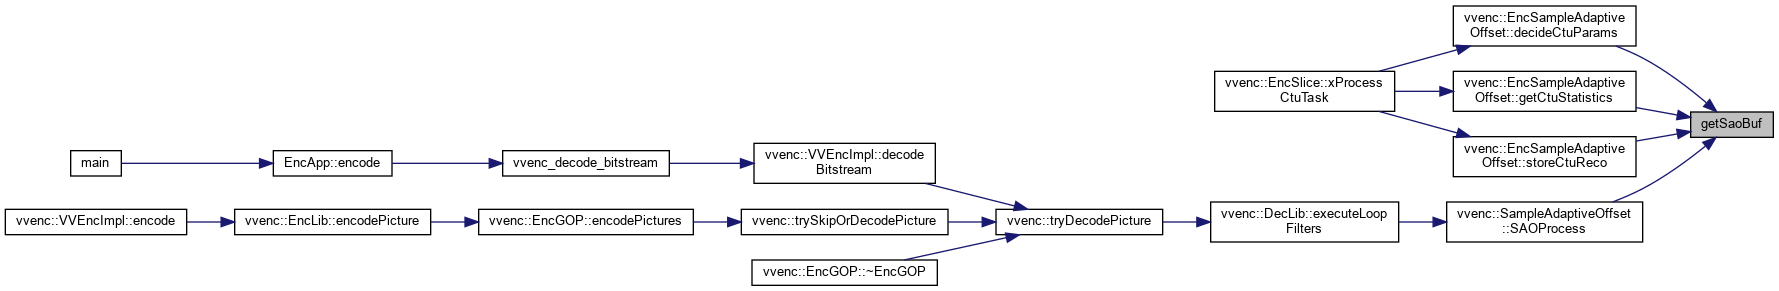 vvenc::EncSampleAdaptive
Offset::decideCtuParams
vvenc::EncSlice::xProcess
CtuTask
vvenc::EncSampleAdaptive
Offset::getCtuStatistics
getSaoBuf
vvenc::EncSampleAdaptive
Offset::storeCtuReco
main
EncApp::encode
vvenc_decode_bitstream
vvenc::VVEncImpl::decode
Bitstream
vvenc::VVEncImpl::encode
vvenc::EncLib::encodePicture
vvenc::EncGOP::encodePictures
vvenc::trySkipOrDecodePicture
vvenc::tryDecodePicture
vvenc::DecLib::executeLoop
Filters
vvenc::SampleAdaptiveOffset
::SAOProcess
vvenc::EncGOP::~EncGOP